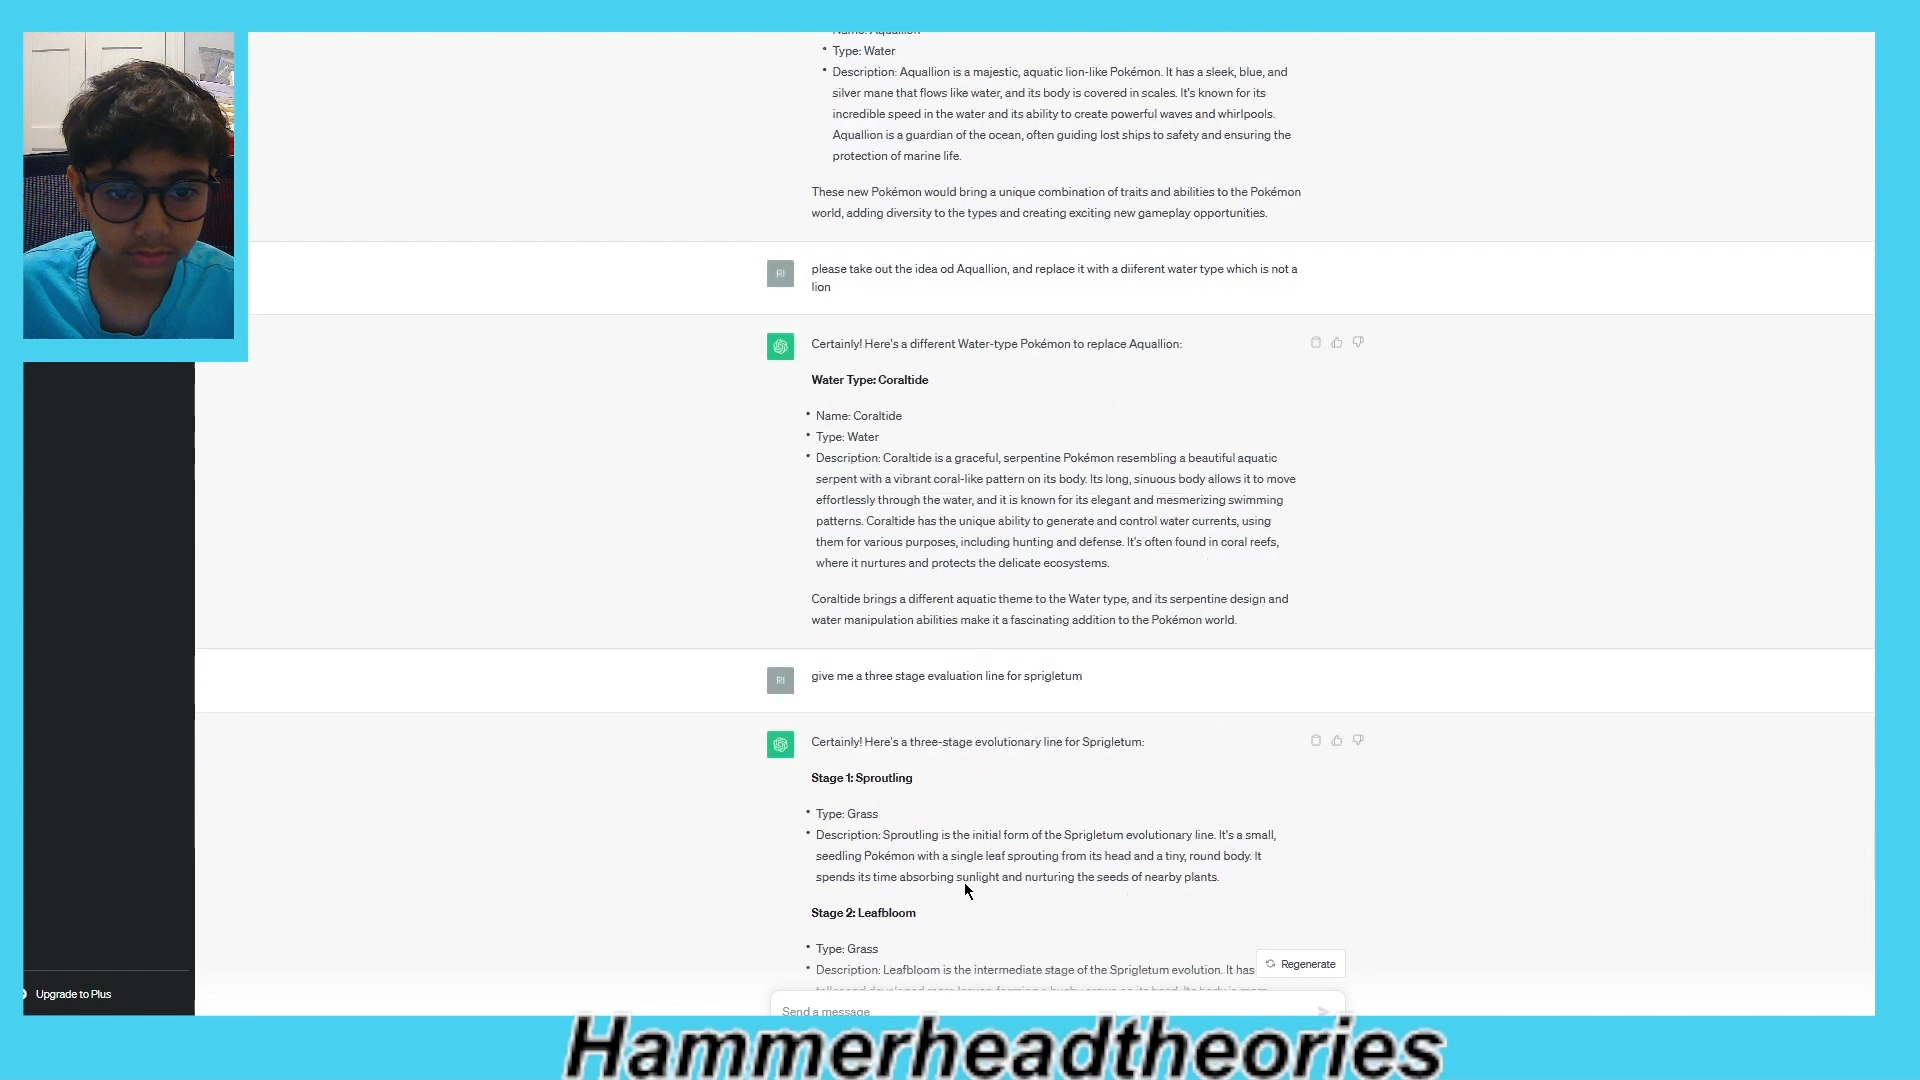 Type: Water
Description: Aquallion is a majestic, aquatic lion-like Pokémon. It has a sleek, blue, and
silver mane that flows like water, and its body is covered in scales. It's known for its
incredible speed in the water and its ability to create powerful waves and whirlpools.
Aquallion is a guardian of the ocean, often guiding lost ships to safety and ensuring the
protection of marine life.
These new Pokémon would bring a unique combination of traits and abilities to the Pokémon
world, adding diversity to the types and creating exciting new gameplay opportunities.
RI
please take out the idea od Aquallion, and replace it with a diifferent water type which is not a
lion
Certainly! Here's a different Water-type Pokémon to replace Aquallion:
Water Type: Coraltide
Name: Coraltide
Type: Water
Description: Coraltide is a graceful, serpentine Pokémon resembling a beautiful aquatic
serpent with a vibrant coral-like pattern on its body. Its long, sinuous body allows it to move
effortlessly through the water, and it is known for its elegant and mesmerizing swimming
patterns. Coraltide has the unique ability to generate and control water currents, using
them for various purposes, including hunting and defense. It's often found in coral reefs,
where it nurtures and protects the delicate ecosystems.
Coraltide brings a different aquatic theme to the Water type, and its serpentine design and
water manipulation abilities make it a fascinating addition to the Pokémon world.
RI
give me a three stage evaluation line for sprigletum
Certainly! Here's a three-stage evolutionary line for Sprigletum:
Stage 1: Sproutling
Type: Grass
Description: Sproutling is the initial form of the Sprigletum evolutionary line. It's a small,
seedling Pokémon with a single leaf sprouting from its head and a tiny, round body. It
spends its time absorbing sunlight and nurturing the seeds of nearby plants.
Stage 2: Leafbloom
Type: Grass
Description: Leafbloom is the intermediate stage of the Sprigletum evolution. It has
Regenerate
Upgrade to Plus
Send a message
Hammerheadtheories